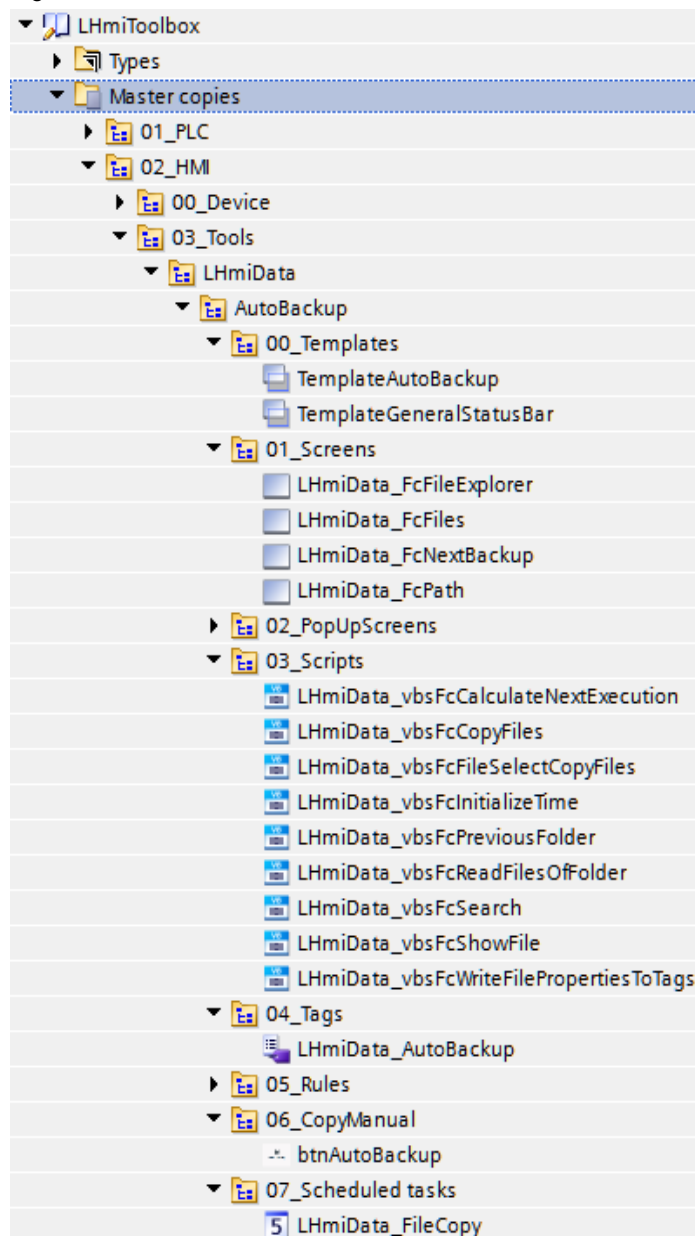 LHmiToolbox
Types
Master copies
01_PLC
02_HMI
00_Device
03_Tools
LHmiData
AutoBackup
00_Templates
TemplateAutoBackup
TemplateGeneralStatusBar
01_Screens
LHmiData_FcFileExplorer
LHmiData_FcFiles
LHmiData_FcNextBackup
LHmiData_FcPath
02_PopUpScreens
03_Scripts
LHmiData_vbsFcCalculateNextExecution
LHmiData_vbsFcCopyFiles
LHmiData_vbsFcFileSelectCopyFiles
LHmiData_vbsFcInitializeTime
LHmiData_vbsFcPreviousFolder
LHmiData_vbsFcReadFilesOfFolder
LHmiData_vbsFcSearch
LHmiData_vbsFcShowFile
LHmiData_vbsFcWriteFilePropertiesToTags
04_Tags
LHmiData_AutoBackup
05_Rules
06_CopyManual
btnAutoBackup
07_Scheduled tasks
LHmiData_FileCopy